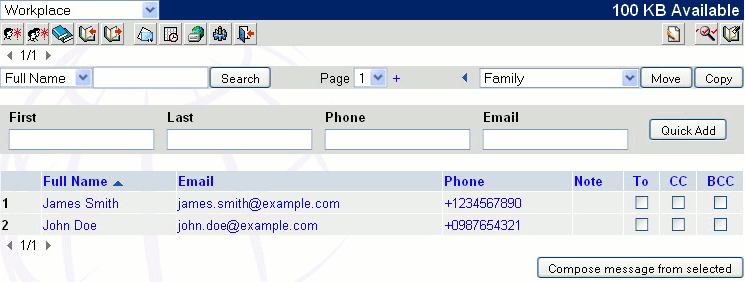 Workplace 100 KB Available
1/1
Full Name Search Page 1 + Family Move Copy
First Last Phone Email
Quick Add
Full Name Email Phone Note To CC BCC
1 James Smith james.smith@example.com +1234567890
2 John Doe john.doe@example.com +0987654321
1/1
Compose message from selected